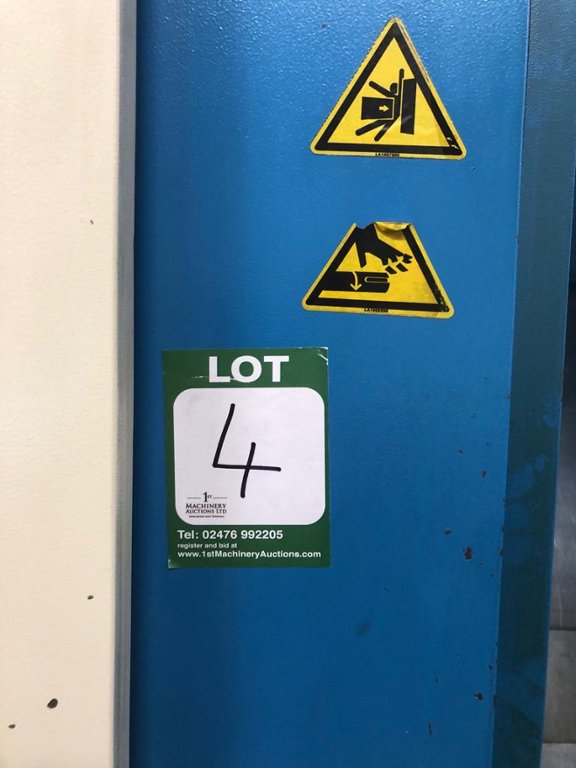 LOT
4
1ST
MACHINERY
AUCTIONS LTD
Tel: 02476 992205
register and bid at
www.1stMachineryAuctions.com